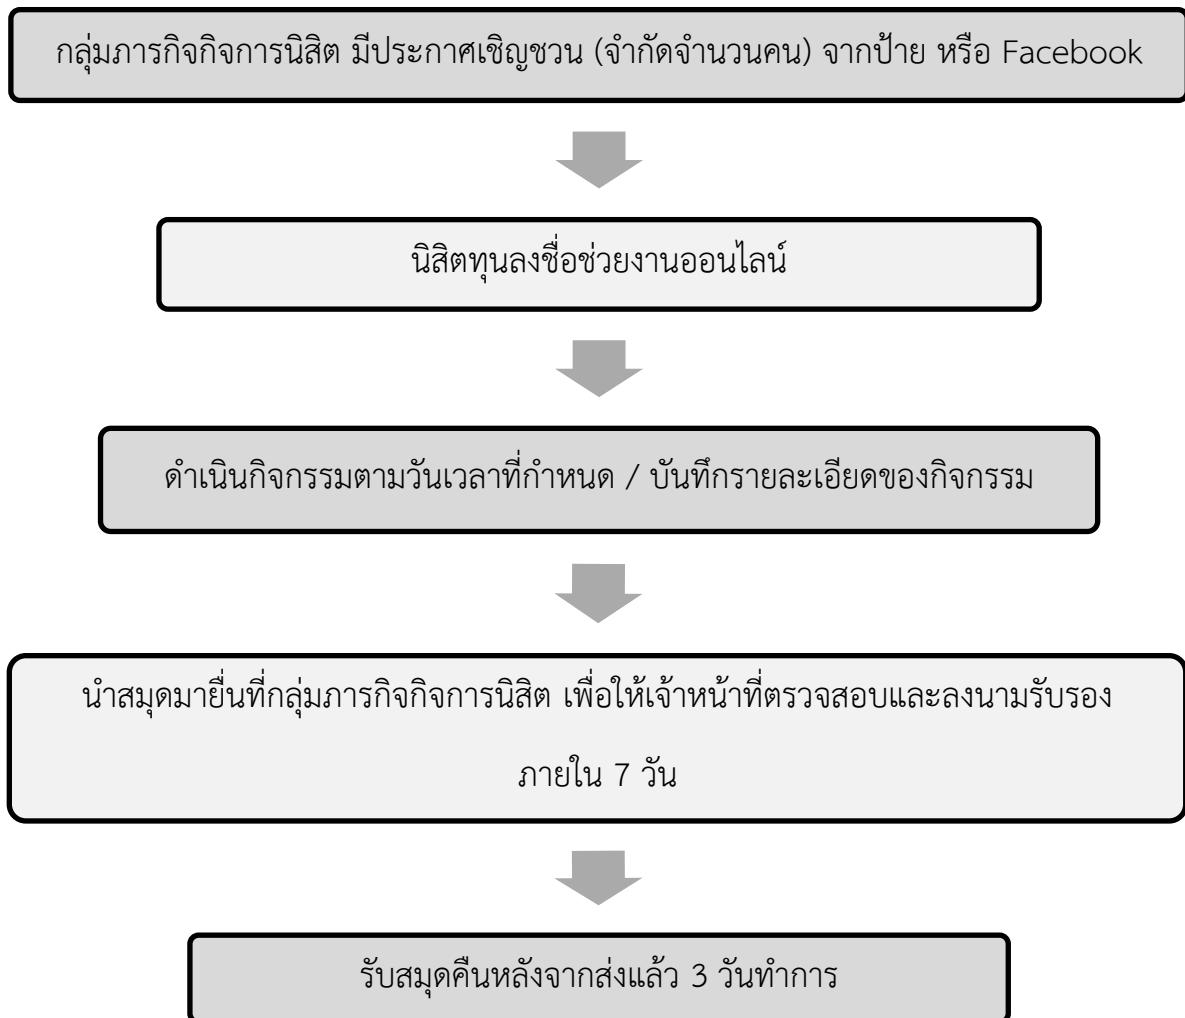 กลุ่มภารกิจกิจการนิสิต มีประกาศเชิญชวน (จำกัดจำนวนคน) จากป้าย หรือ Facebook
นิสิตทุนลงชื่อช่วยงานออนไลน์
ดำเนินกิจกรรมตามวันเวลาที่กำหนด / บันทึกรายละเอียดของกิจกรรม
นำสมุดมายื่นที่กลุ่มภารกิจกิจการนิสิต เพื่อให้เจ้าหน้าที่ตรวจสอบและลงนามรับรอง
ภายใน 7 วัน
รับสมุดคืนหลังจากส่งแล้ว 3 วันทำการ